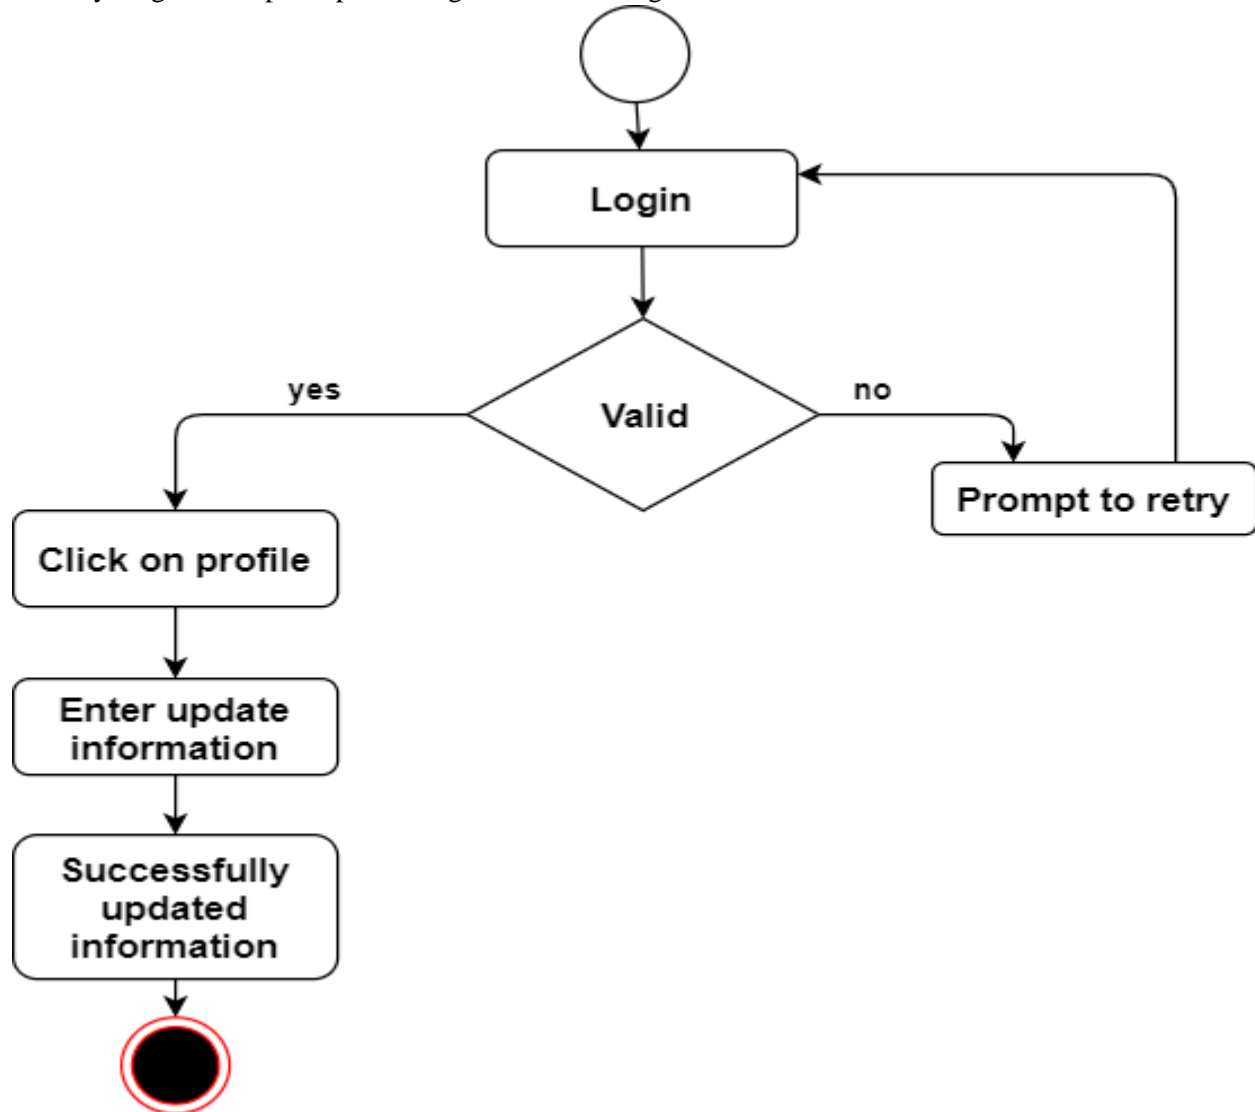 Login
Valid
yes
no
Prompt to retry
Click on profile
Enter update
information
Successfully
updated
information